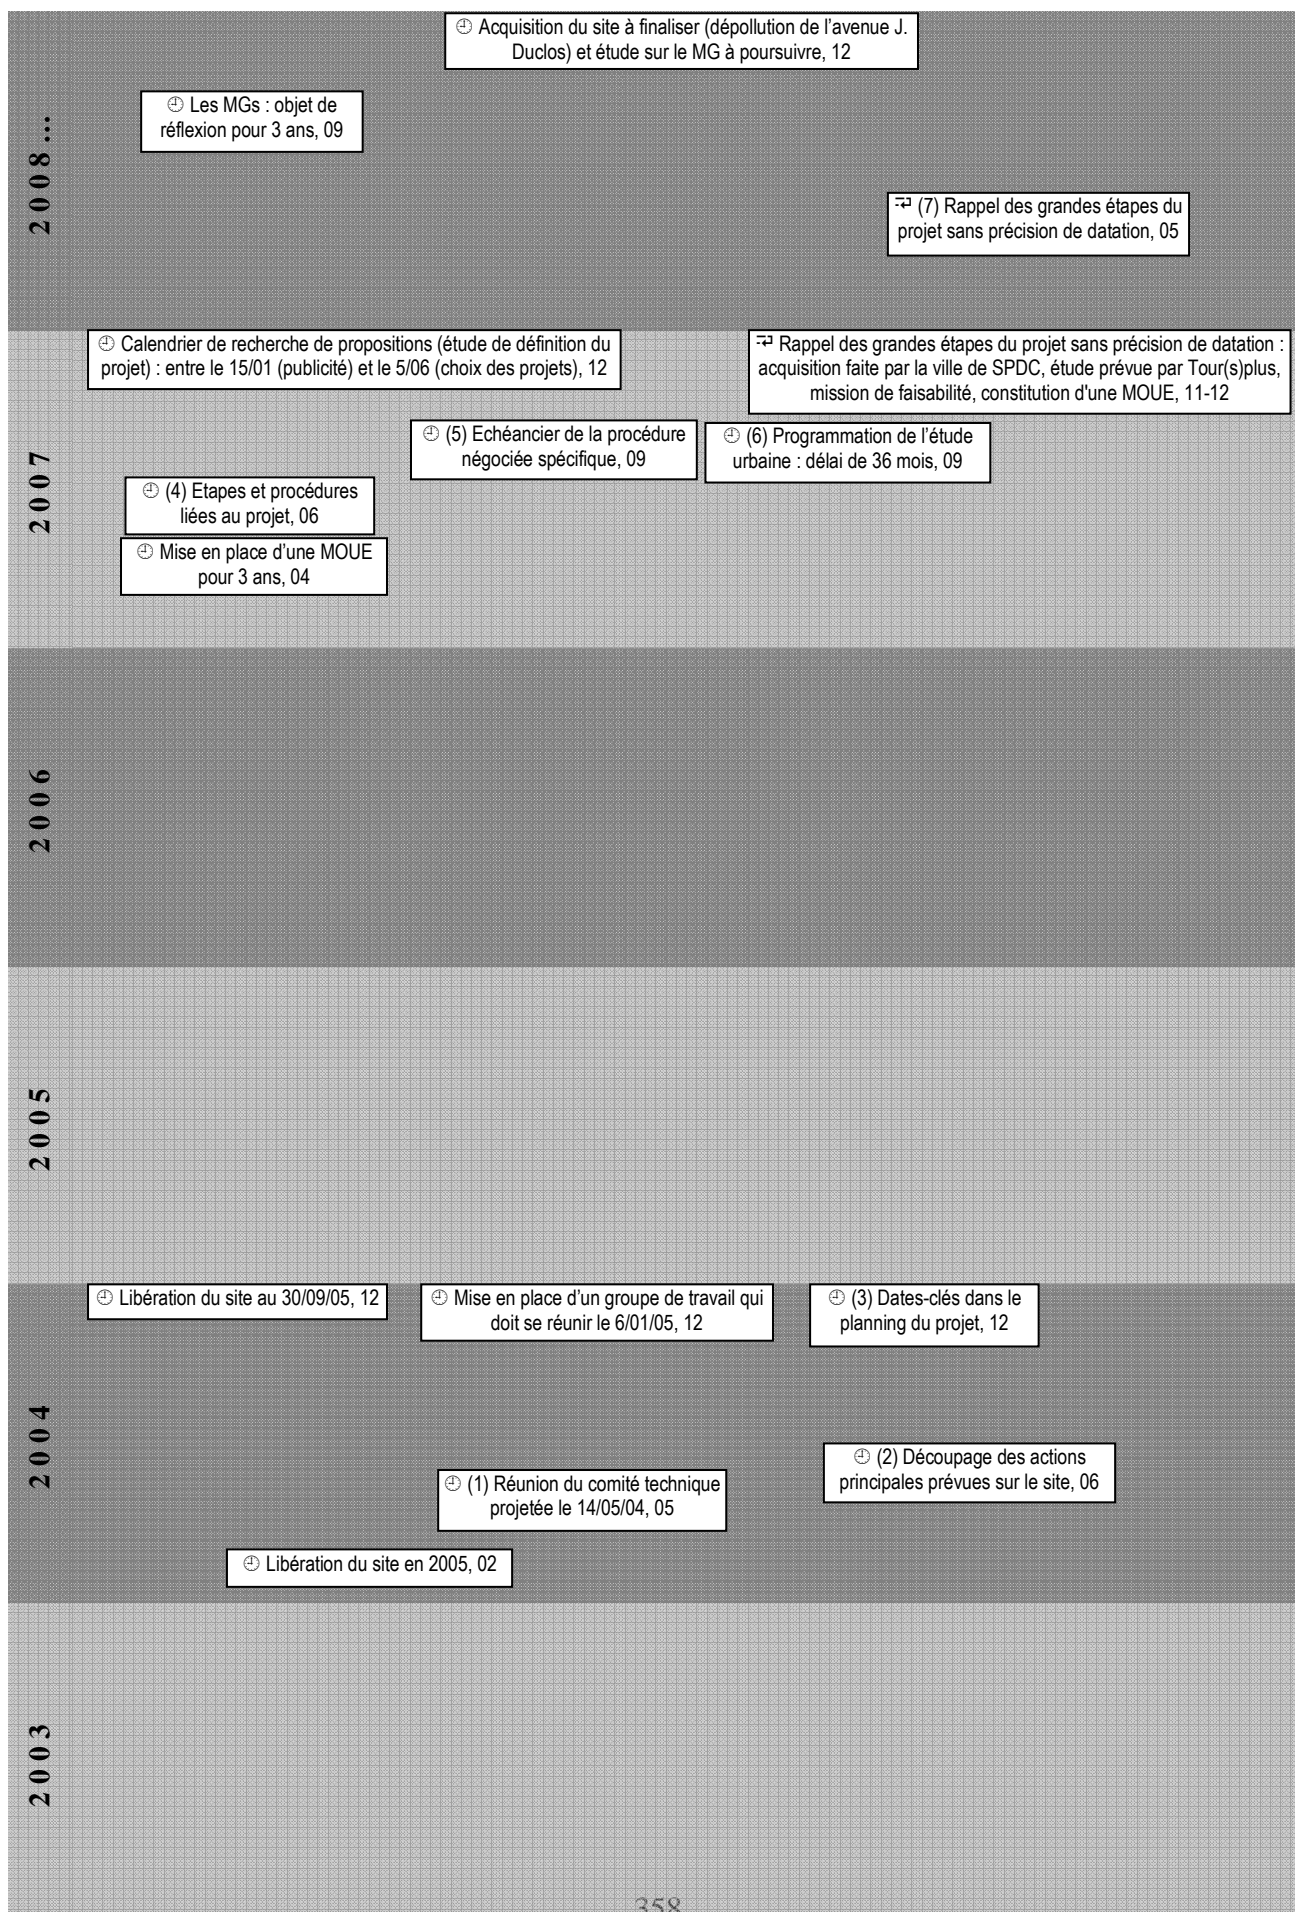 🕘 Acquisition du site à finaliser (dépollution de l'avenue J.
Duclos) et étude sur le MG à poursuivre, 12
🕘 Les MGs : objet de
réflexion pour 3 ans, 09
2008...
(7) Rappel des grandes étapes du
projet sans précision de datation, 05
🕘 Calendrier de recherche de propositions (étude de définition du
projet) : entre le 15/01 (publicité) et le 5/06 (choix des projets), 12
Rappel des grandes étapes du projet sans précision de datation :
acquisition faite par la ville de SPDC, étude prévue par Tour(s)plus,
mission de faisabilité, constitution d'une MOUE, 11-12
🕘 (5) Echéancier de la procédure
négociée spécifique, 09
🕘 (6) Programmation de l'étude
urbaine : délai de 36 mois, 09
2007
🕘 (4) Etapes et procédures
liées au projet, 06
🕘 Mise en place d'une MOUE
pour 3 ans, 04
2006
2005
🕘 Libération du site au 30/09/05, 12
🕘 Mise en place d'un groupe de travail qui
doit se réunir le 6/01/05, 12
🕘 (3) Dates-clés dans le
planning du projet, 12
2004
🕘 (2) Découpage des actions
principales prévues sur le site, 06
🕘 (1) Réunion du comité technique
projetée le 14/05/04, 05
🕘 Libération du site en 2005, 02
2003
358